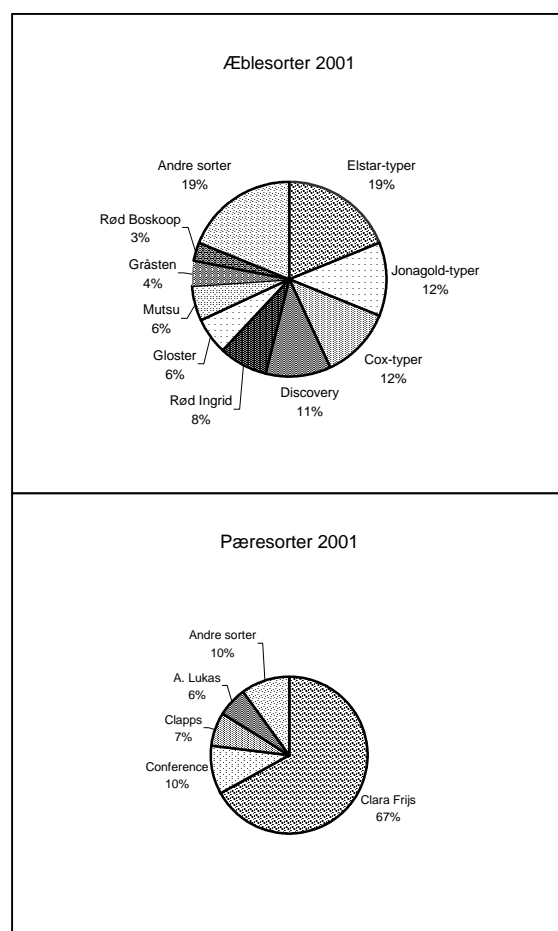 Æblesorter 2001
Andre sorter
19%
Elstar-typer
19%
Rød Boskoop
3%
Gråsten
4%
Jonagold-typer
12%
Mutsu
6%
Gloster
6%
Cox-typer
12%
Rød Ingrid
8%
Discovery
11%
Pæresorter 2001
Andre sorter
10%
A. Lukas
6%
Clapps
7%
Conference
10%
Clara Frijs
67%